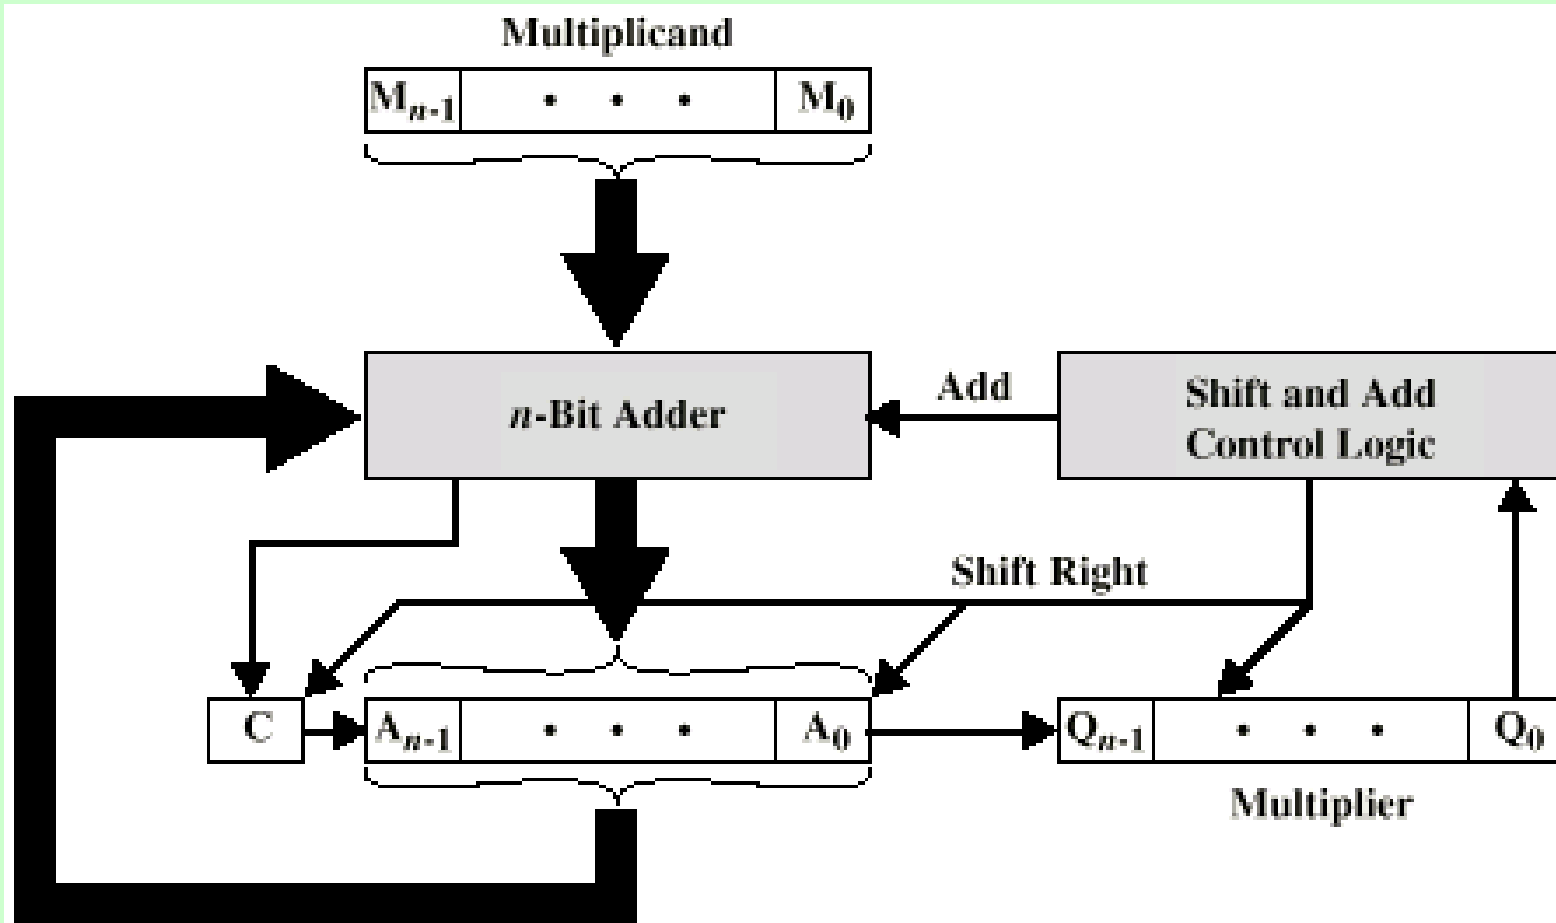 Multiplicand
Mn-1 • • • M0
n-Bit Adder
Add
Shift and Add
Control Logic
Shift Right
C
An-1 • • • A0
Qn-1 • • • Q0
Multiplier